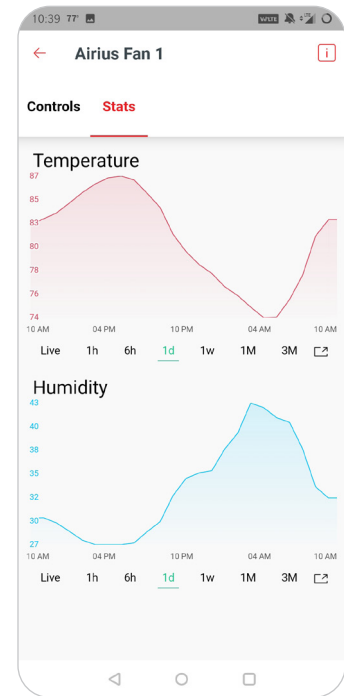 10:39 77°
VoLTE
Airius Fan 1
i
Controls Stats
Temperature
87
85
83
80
78
76
74
10 AM 04 PM 10 PM 04 AM 10 AM
Live 1h 6h 1d 1w 1M 3M
Humidity
43
40
38
35
32
30
27
10 AM 04 PM 10 PM 04 AM 10 AM
Live 1h 6h 1d 1w 1M 3M